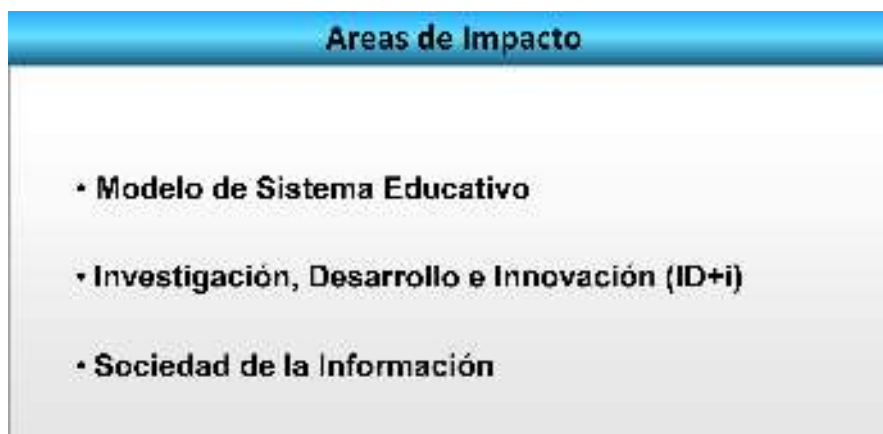 Areas de Impacto
• Modelo de Sistema Educativo
• Investigación, Desarrollo e Innovación (ID+i)
• Sociedad de la Información